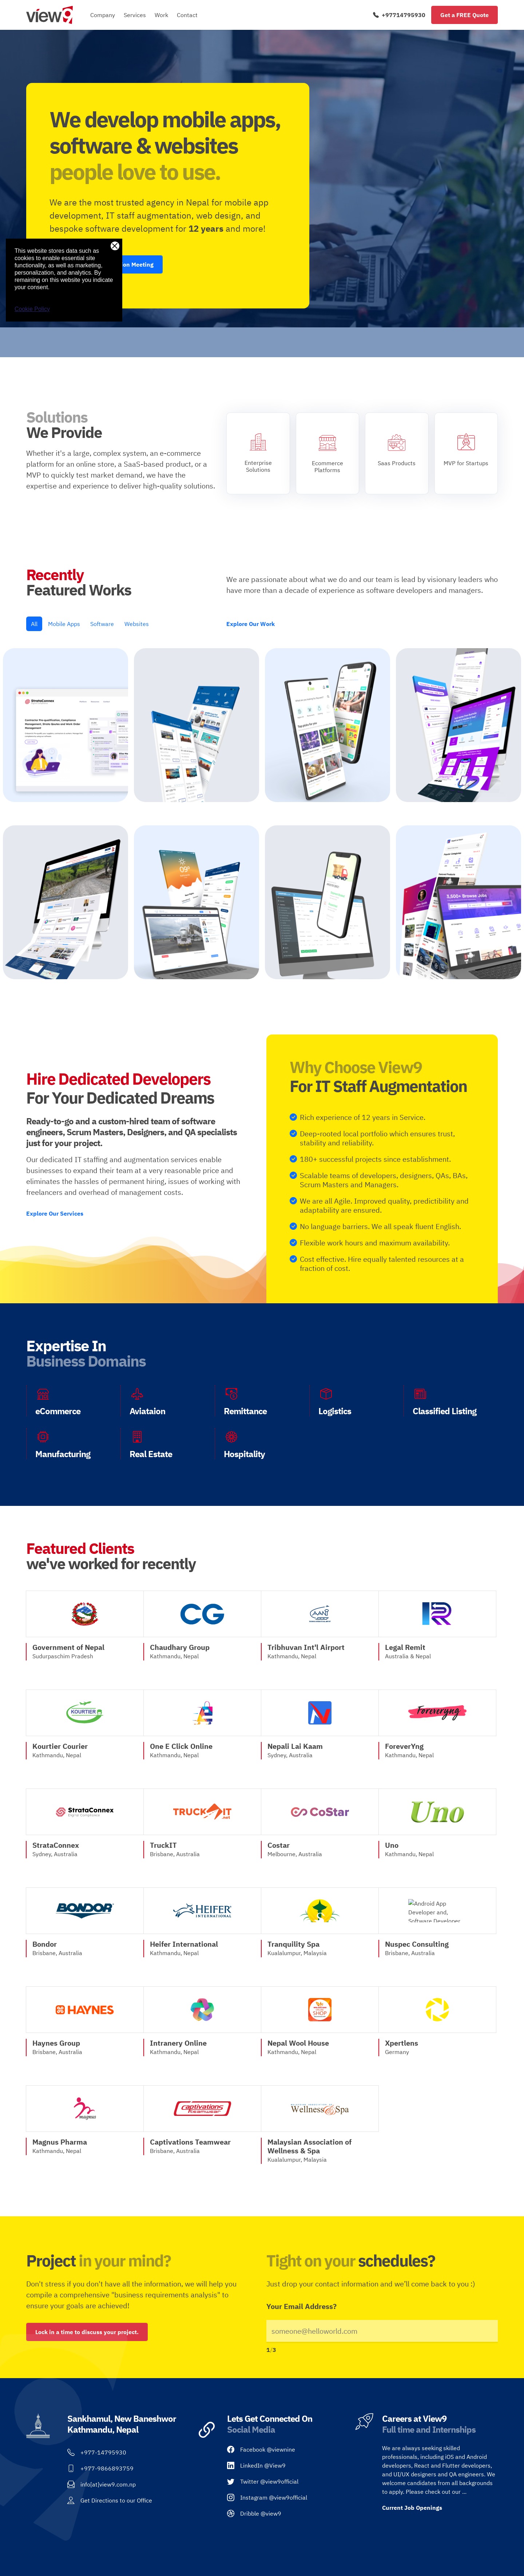 view9
Company
Services
Work
Contact
+97714795930
Get a FREE Quote
We develop mobile apps,
software & websites
people love to use.
We are the most trusted agency in Nepal for mobile app
development, IT staff augmentation, web design, and
bespoke software development for 12 years and more!
on Meeting
This website stores data such as
cookies to enable essential site
functionality, as well as marketing,
personalization, and analytics. By
remaining on this website you indicate
your consent.
Cookie Policy
Solutions
We Provide
Whether it's a large, complex system, an e-commerce
platform for an online store, a SaaS-based product, or a
MVP to quickly test market demand, we have the
expertise and experience to deliver high-quality solutions.
Enterprise
Solutions
Ecommerce
Platforms
Saas Products
MVP for Startups
Recently
Featured Works
We are passionate about what we do and our team is lead by visionary leaders who
have more than a decade of experience as software developers and managers.
All
Mobile Apps
Software
Websites
Explore Our Work
StrataConnex
Contractor Pre-qualification, Compliance
Management, Work Quotes and Work Order
Management
5,500+ Browse Jobs
Hire Dedicated Developers
For Your Dedicated Dreams
Ready-to-go and a custom-hired team of software
engineers, Scrum Masters, Designers, and QA specialists
just for your project.
Our dedicated IT staffing and augmentation services enable
businesses to expand their team at a very reasonable price and
eliminates the hassles of permanent hiring, issues of working with
freelancers and overhead of management costs.
Explore Our Services
Why Choose View9
For IT Staff Augmentation
Rich experience of 12 years in Service.
Deep-rooted local portfolio which ensures trust,
stability and reliability.
180+ successful projects since establishment.
Scalable teams of developers, designers, QAs, BAs,
Scrum Masters and Managers.
We are all Agile. Improved quality, predictibility and
adaptability are ensured.
No language barriers. We all speak fluent English.
Flexible work hours and maximum availability.
Cost effective. Hire equally talented resources at a
fraction of cost.
Expertise In
Business Domains
eCommerce
Aviataion
Remittance
Logistics
Classified Listing
Manufacturing
Real Estate
Hospitality
Featured Clients
we've worked for recently
CG
Government of Nepal
Sudurpaschim Pradesh
Chaudhary Group
Kathmandu, Nepal
Tribhuvan Int'l Airport
Kathmandu, Nepal
Legal Remit
Australia & Nepal
KOURTIER
Foreveryng
Kourtier Courier
Kathmandu, Nepal
One E Click Online
Kathmandu, Nepal
Nepali Lai Kaam
Sydney, Australia
ForeverYng
Kathmandu, Nepal
StrataConnex
TRUCKIT
CoStar
Uno
StrataConnex
Sydney, Australia
TruckIT
Brisbane, Australia
Costar
Melbourne, Australia
Uno
Kathmandu, Nepal
BONDOR
HEIFER
INTERNATIONAL
Android App
Developer and,
Software Developer
Bondor
Brisbane, Australia
Heifer International
Kathmandu, Nepal
Tranquility Spa
Kualalumpur, Malaysia
Nuspec Consulting
Brisbane, Australia
HAYNES
SHOP
Haynes Group
Brisbane, Australia
Intranery Online
Kathmandu, Nepal
Nepal Wool House
Kathmandu, Nepal
Xpertlens
Germany
magnus
captivations
Wellness & Spa
Magnus Pharma
Kathmandu, Nepal
Captivations Teamwear
Brisbane, Australia
Malaysian Association of
Wellness & Spa
Kualalumpur, Malaysia
Project in your mind?
Don't stress if you don't have all the information, we will help you
compile a comprehensive "business requirements analysis" to
ensure your goals are achieved!
Lock in a time to discuss your project.
Tight on your schedules?
Just drop your contact information and we'll come back to you :)
Your Email Address?
someone@helloworld.com
1/3
Sankhamul, New Baneshwor
Kathmandu, Nepal
+977-14795930
+977-9866893759
info[at]view9.com.np
Get Directions to our Office
Lets Get Connected On
Social Media
Facebook @viewnine
LinkedIn @View9
Twitter @view9official
Instagram @view9official
Dribble @view9
Careers at View9
Full time and Internships
We are always seeking skilled
professionals, including iOS and Android
developers, React and Flutter developers,
and UI/UX designers and QA engineers. We
welcome candidates from all backgrounds
to apply. Please check out our ...
Current Job Openings